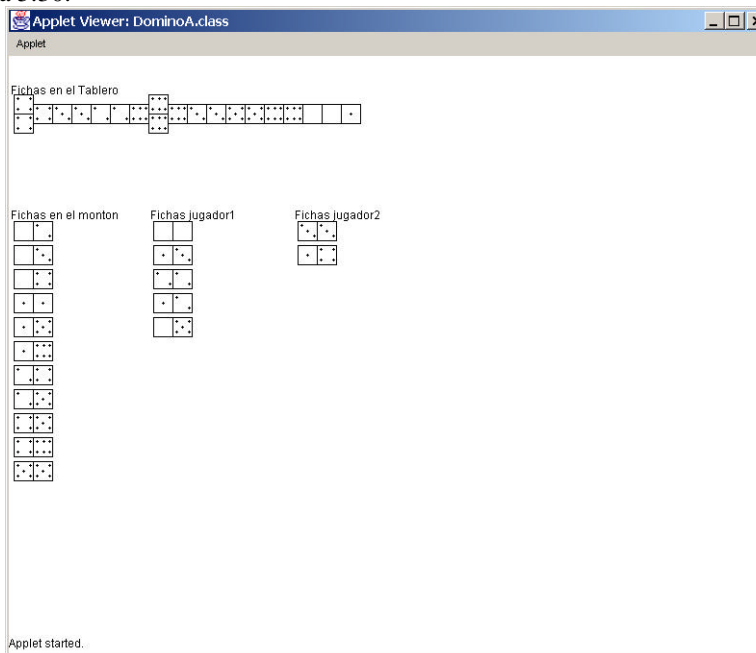 Applet Viewer: DominoA.class
Applet
Fichas en el Tablero
Fichas en el monton Fichas jugador1 Fichas jugador2
Applet started.